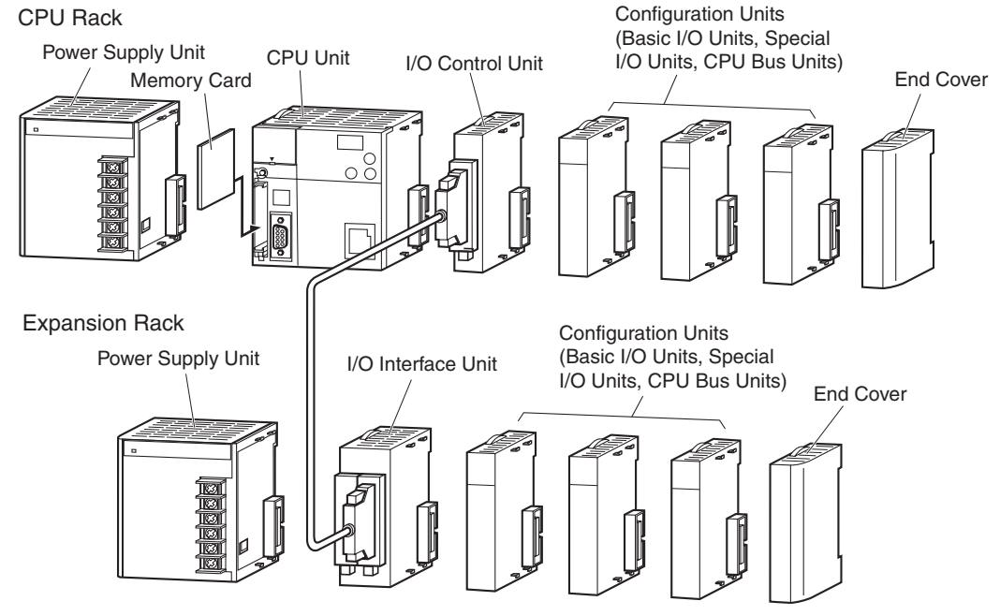 CPU Rack
Power Supply Unit
Memory Card
CPU Unit
I/O Control Unit
Configuration Units
(Basic I/O Units, Special
I/O Units, CPU Bus Units)
End Cover
Expansion Rack
Power Supply Unit
I/O Interface Unit
Configuration Units
(Basic I/O Units, Special
I/O Units, CPU Bus Units)
End Cover